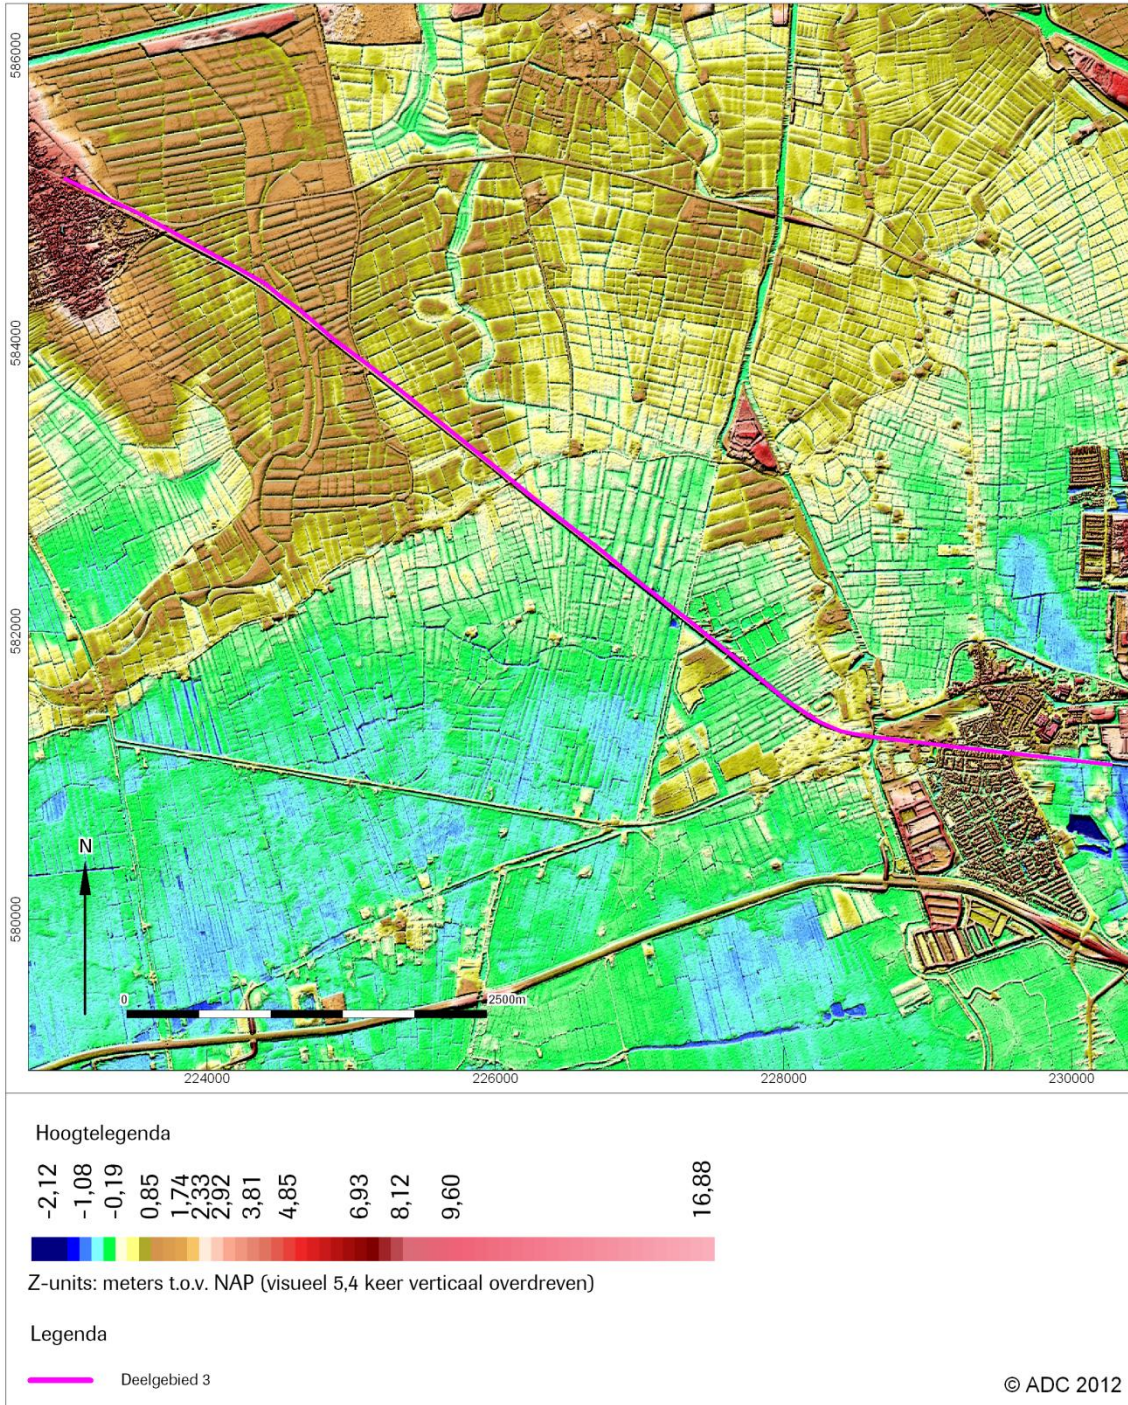 586000
584000
582000
580000
N
0 2500m
224000 226000 228000 230000
Hoogtelegenda
-2,12 -1,08 -0,19 0,85 1,74 2,33 2,92 3,81 4,85 6,93 8,12 9,60 16,88
Z-units: meters t.o.v. NAP (visueel 5,4 keer verticaal overdreven)
Legenda
Deelgebied 3
© ADC 2012